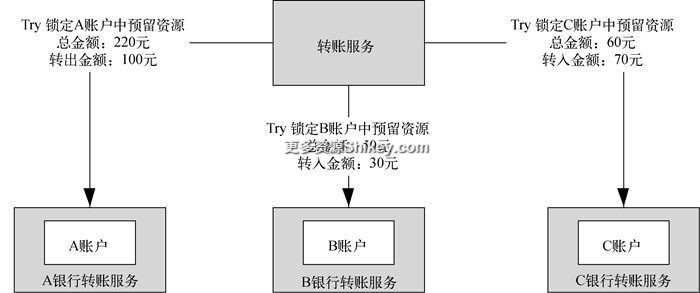 Try 锁定A账户中预留资源
总金额：220元
转出金额：100元
转账服务
Try 锁定C账户中预留资源
总金额：60元
转入金额：70元
Try 锁定B账户中预留资源
更多资源Shikey.com
转入金额：30元
A账户
A银行转账服务
B账户
B银行转账服务
C账户
C银行转账服务